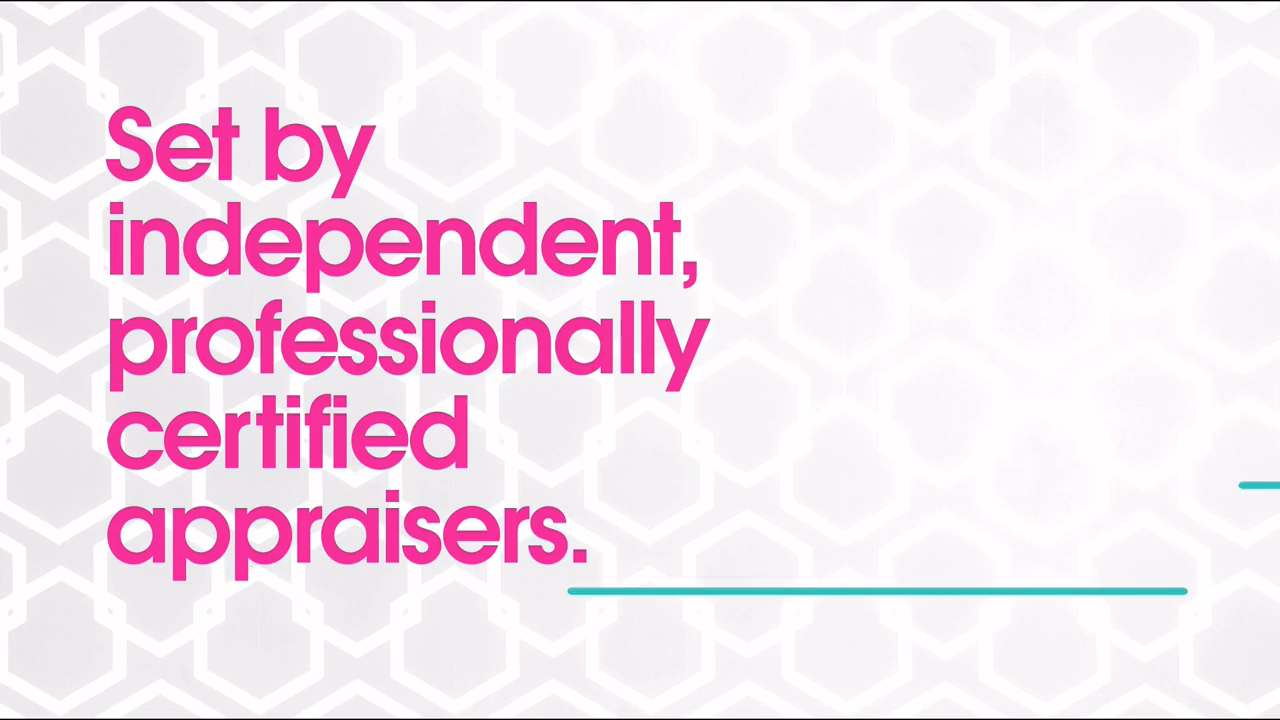 Set by
independent,
professionally
certified
appraisers.